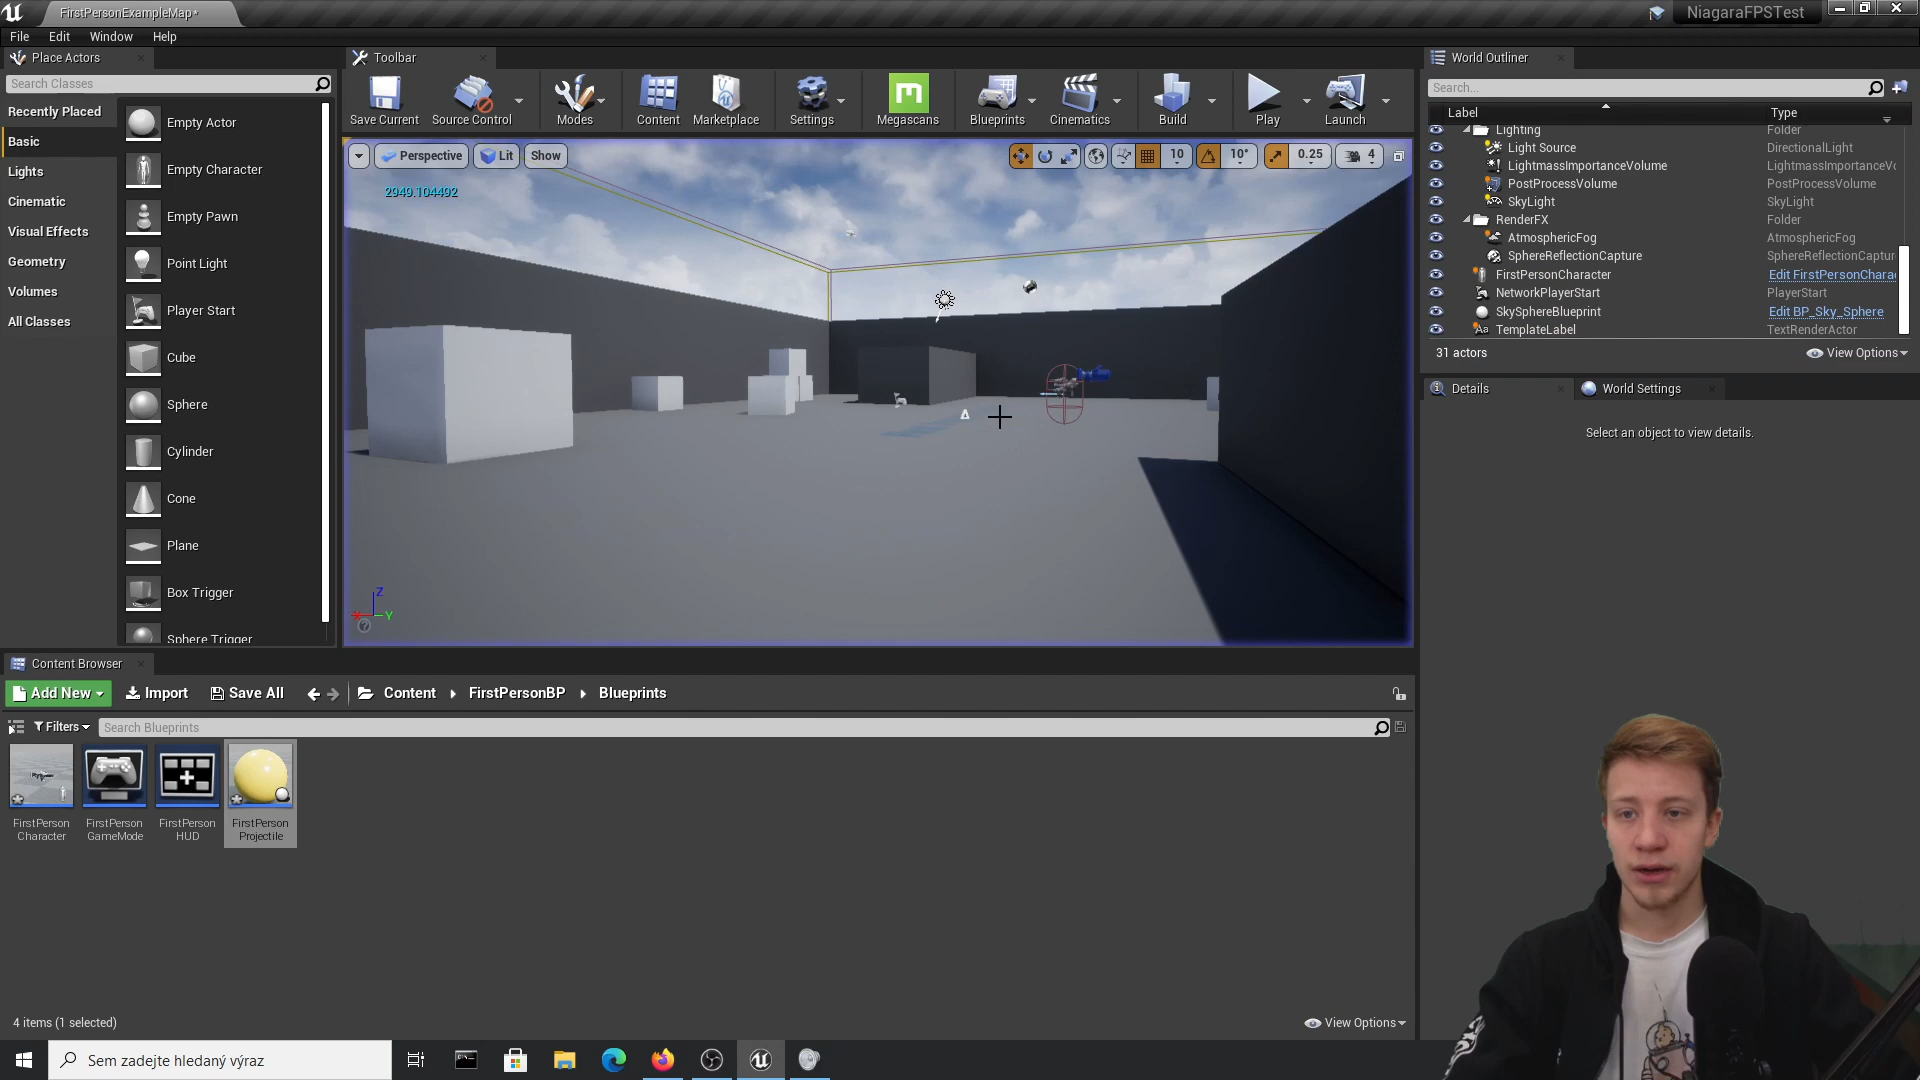 FirstPersonExampleMap*
NiagaraFPSTest
File Edit Window Help
Place Actors
Search Classes
Recently Placed
Basic
Lights
Cinematic
Visual Effects
Geometry
Volumes
All Classes
Empty Actor
Empty Character
Empty Pawn
Point Light
Player Start
Cube
Sphere
Cylinder
Cone
Plane
Box Trigger
Sphere Trigger
Toolbar
Save Current
Source Control
Modes
Content
Marketplace
Settings
Megascans
Blueprints
Cinematics
Build
Play
Launch
Perspective
Lit
Show
10
10°
0.25
4
2949.104492
Z
X
Y
World Outliner
Search...
Label Type
Lighting Folder
Light Source DirectionalLight
LightmassImportanceVolume LightmassImportanceVc
PostProcessVolume PostProcessVolume
SkyLight SkyLight
RenderFX Folder
AtmosphericFog AtmosphericFog
SphereReflectionCapture SphereReflectionCaptur
FirstPersonCharacter Edit FirstPersonChara
NetworkPlayerStart PlayerStart
SkySphereBlueprint Edit BP_Sky_Sphere
TemplateLabel TextRenderActor
31 actors
View Options
Details
World Settings
Select an object to view details.
Content Browser
Add New
Import
Save All
Content
FirstPersonBP
Blueprints
Filters
Search Blueprints
FirstPerson
Character
FirstPerson
GameMode
FirstPerson
HUD
FirstPerson
Projectile
4 items (1 selected)
View Options
Sem zadejte hledaný výraz